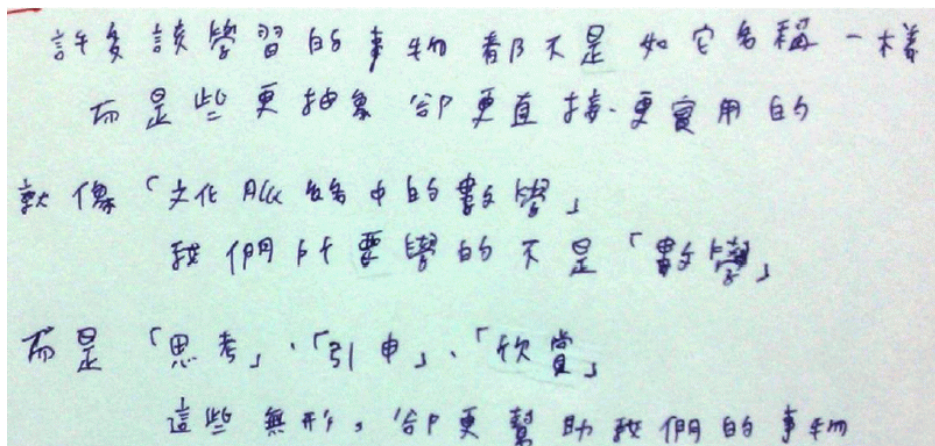 許多該學習的事物都不是如它名稱一樣
而是些更抽象卻更直接、更實用的
就像「文化脈絡中的數學」
我們所要學的不是「數學」
而是「思考」、「引申」、「欣賞」
這些無形，卻更幫助我們的事物